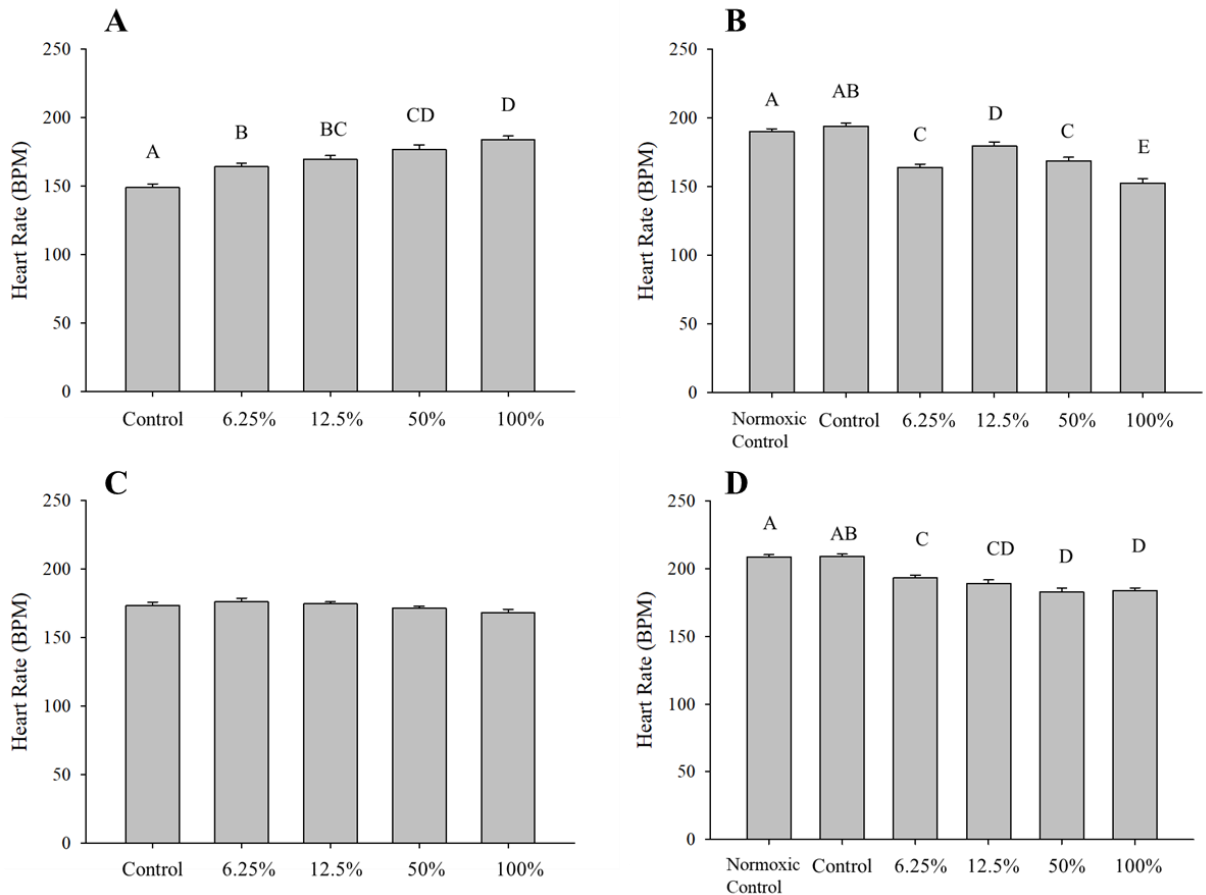 A
250
200
150
100
50
0
Heart Rate (BPM)
A
B
BC
CD
D
Control
6.25%
12.5%
50%
100%
B
250
200
150
100
50
0
Heart Rate (BPM)
A
AB
C
D
C
E
Normoxic
Control
Control
6.25%
12.5%
50%
100%
C
250
200
150
100
50
0
Heart Rate (BPM)
Control
6.25%
12.5%
50%
100%
D
250
200
150
100
50
0
Heart Rate (BPM)
A
AB
C
CD
D
D
Normoxic
Control
Control
6.25%
12.5%
50%
100%